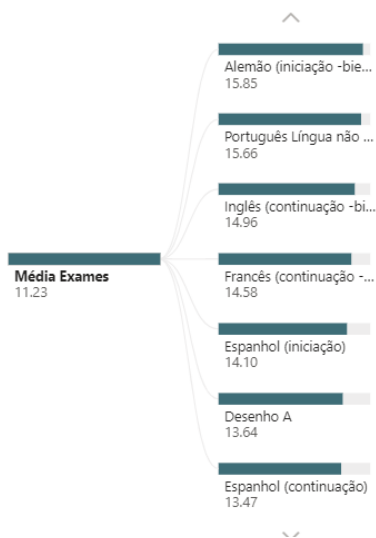 Alemão (iniciação -bie...
15.85
Português Língua não ...
15.66
Inglês (continuação -bi...
14.96
Média Exames
11.23
Francês (continuação -...
14.58
Espanhol (iniciação)
14.10
Desenho A
13.64
Espanhol (continuação)
13.47